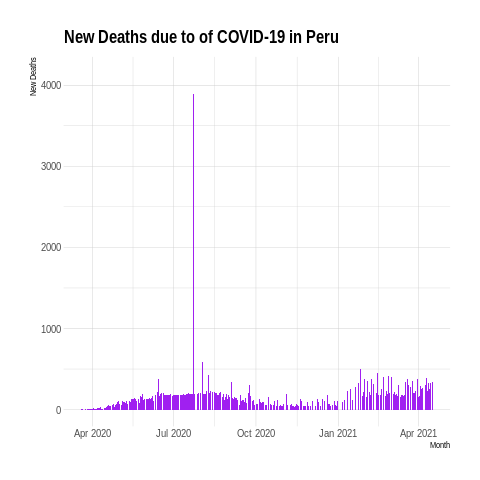 New Deaths due to of COVID-19 in Peru
New Deaths
4000
3000
2000
1000
0
Apr 2020
Jul 2020
Oct 2020
Jan 2021
Apr 2021
Month